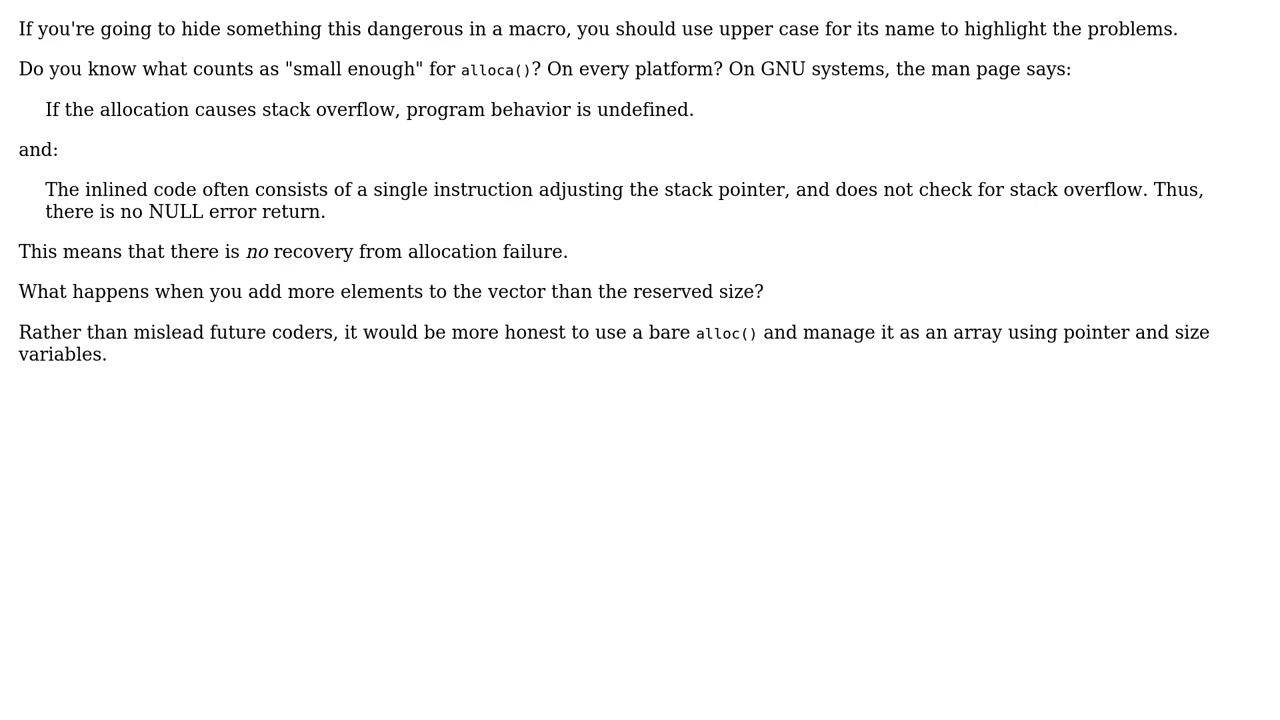 If you're going to hide something this dangerous in a macro, you should use upper case for its name to highlight the problems.
Do you know what counts as "small enough" for alloca()? On every platform? On GNU systems, the man page says:
If the allocation causes stack overflow, program behavior is undefined.
and:
The inlined code often consists of a single instruction adjusting the stack pointer, and does not check for stack overflow. Thus,
there is no NULL error return.
This means that there is no recovery from allocation failure.
What happens when you add more elements to the vector than the reserved size?
Rather than mislead future coders, it would be more honest to use a bare alloc() and manage it as an array using pointer and size
variables.